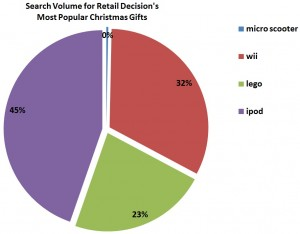 Search Volume for Retail Decision's
Most Popular Christmas Gifts
0%
32%
23%
45%
micro scooter
wii
lego
ipod